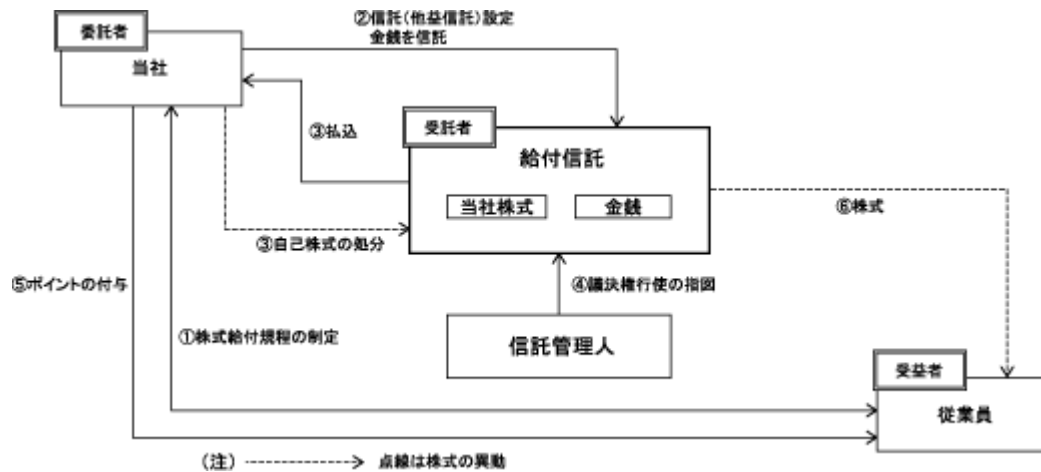 委託者
当社
②信託(他益信託)設定
金銭を信託
③払込
受託者
給付信託
当社株式
金銭
⑥株式
③自己株式の処分
⑤ポイントの付与
④議決権行使の指図
①株式給付規程の制定
信託管理人
受益者
従業員
(注)
点線は株式の異動